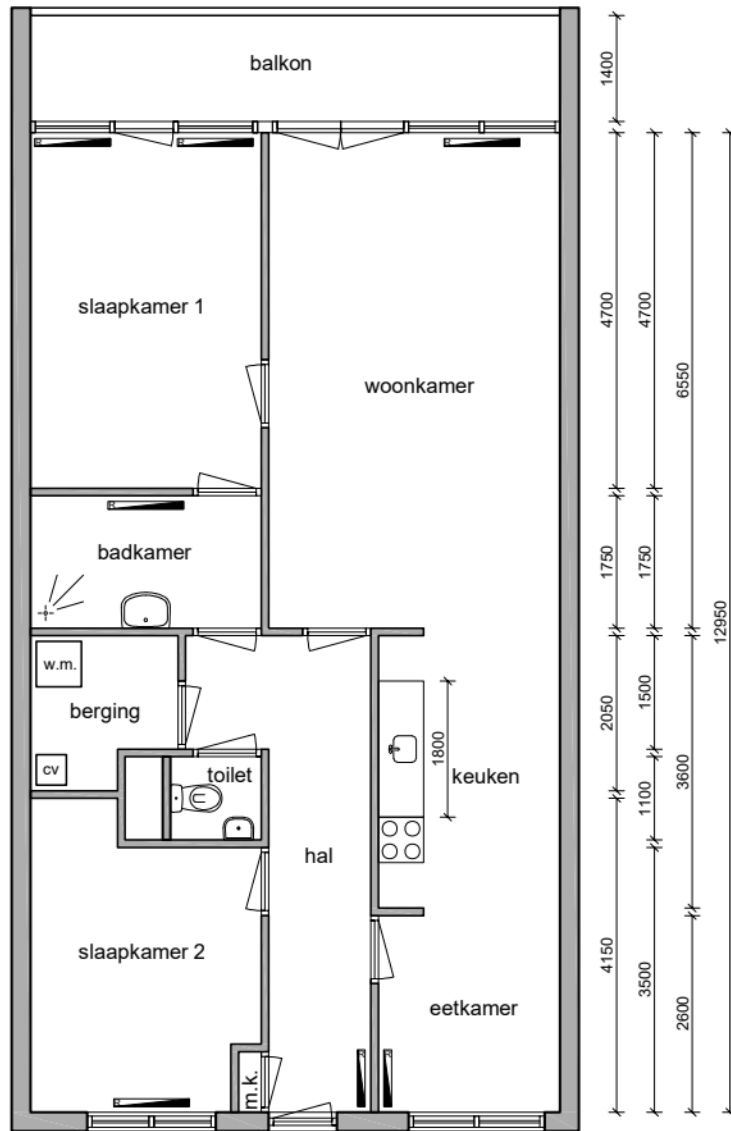 balkon
1400
slaapkamer 1
woonkamer
4700
4700
6550
12950
badkamer
1750
1750
w.m.
berging
cv
toilet
hal
1800
keuken
2050
1500
1100
3600
slaapkamer 2
m.k.
eetkamer
4150
3500
2600